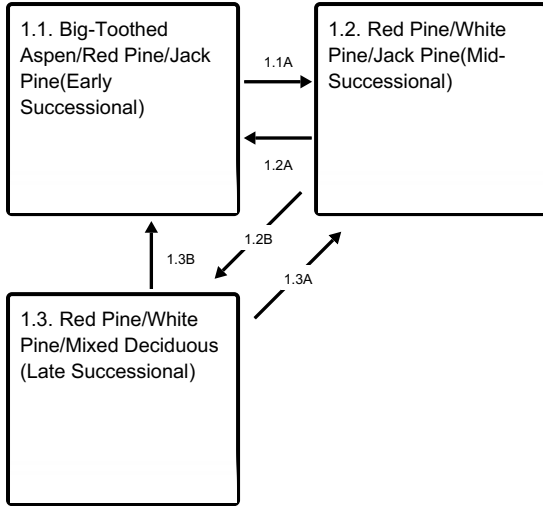 1.1. Big-Toothed
Aspen/Red Pine/Jack
Pine(Early
Successional)
1.1A
1.2. Red Pine/White
Pine/Jack Pine(Mid-
Successional)
1.2A
1.2B
1.3B
1.3A
1.3. Red Pine/White
Pine/Mixed Deciduous
(Late Successional)